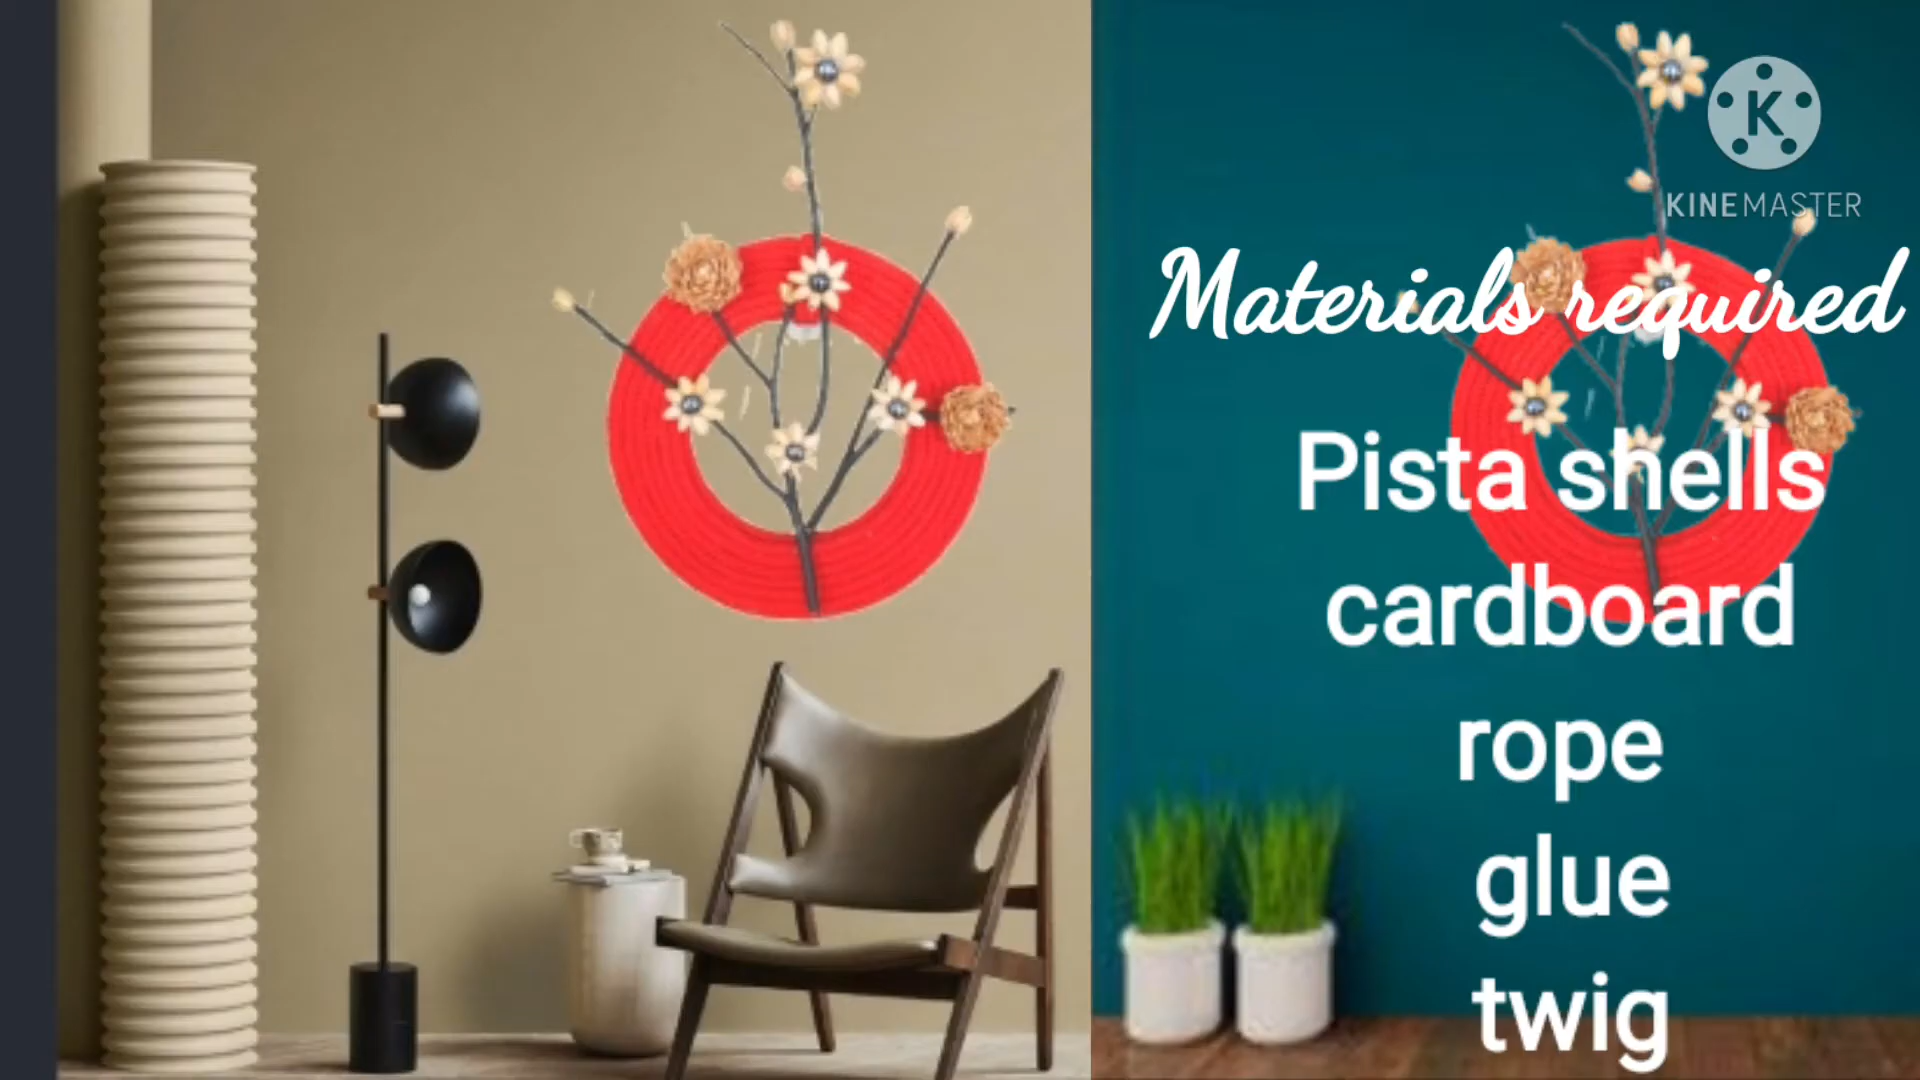 K
KINEMASTER
Materials required
Pista shells
cardboard
rope
glue
twig